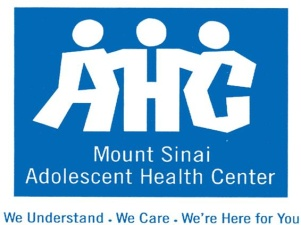 AHC
Mount Sinai
Adolescent Health Center
We Understand • We Care • We're Here for You